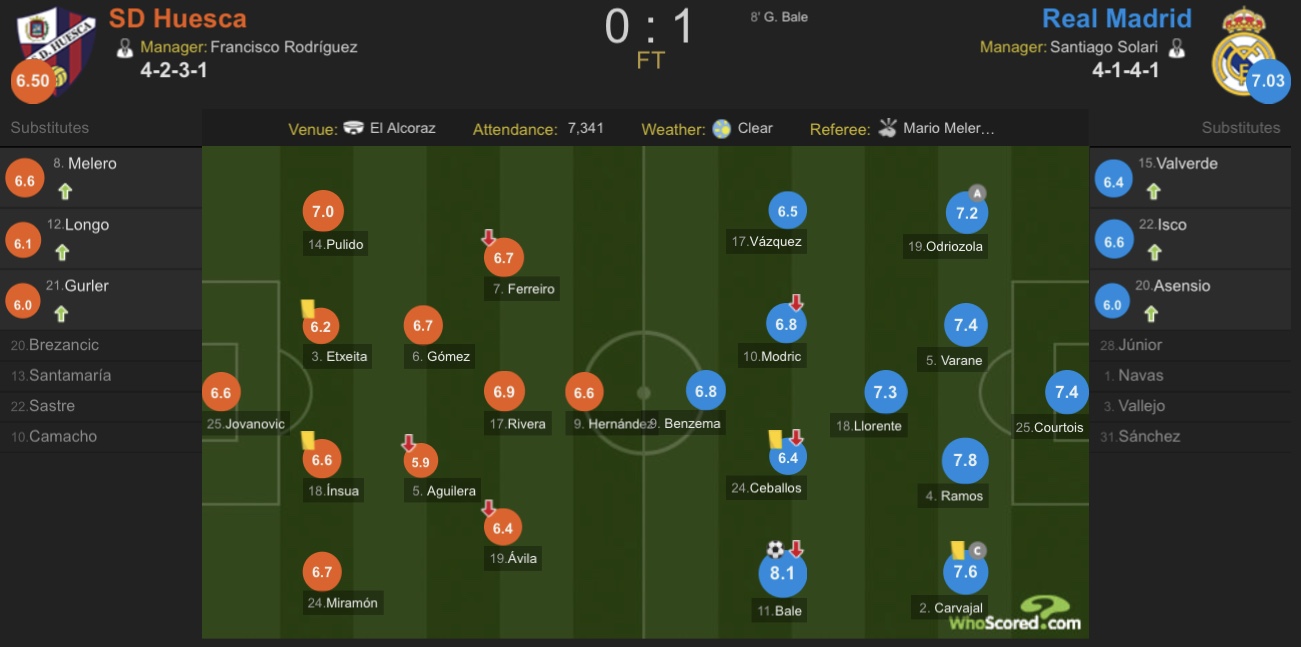 SD Huesca
Manager: Francisco Rodríguez
4-2-3-1
6.50
S. D. HUESCA
0 : 1
FT
8' G. Bale
Real Madrid
Manager: Santiago Solari
4-1-4-1
7.03
Substitutes
Venue: El Alcoraz Attendance: 7,341 Weather: Clear Referee: Mario Meler...
Substitutes
6.6 8. Melero
6.1 12.Longo
6.0 21.Gurler
20.Brezancic
13.Santamaría
22.Sastre
10.Camacho
7.0
14.Pulido
6.7
7. Ferreiro
6.2
3. Etxeita
6.7
6. Gómez
6.6
25.Jovanovic
6.9
17.Rivera
6.6
9. Hernández
6.6
18.Ínsua
5.9
5. Aguilera
6.4
19.Ávila
6.7
24.Miramón
6.5
17.Vázquez
A
7.2
19.Odriozola
6.8
10.Modric
7.4
5. Varane
6.8
9. Benzema
7.3
18.Llorente
7.4
25.Courtois
6.4
24.Ceballos
7.8
4. Ramos
8.1
11.Bale
C
7.6
2. Carvajal
WhoScored.com
6.4 15.Valverde
6.6 22.Isco
6.0 20.Asensio
28.Júnior
1. Navas
3. Vallejo
31.Sánchez